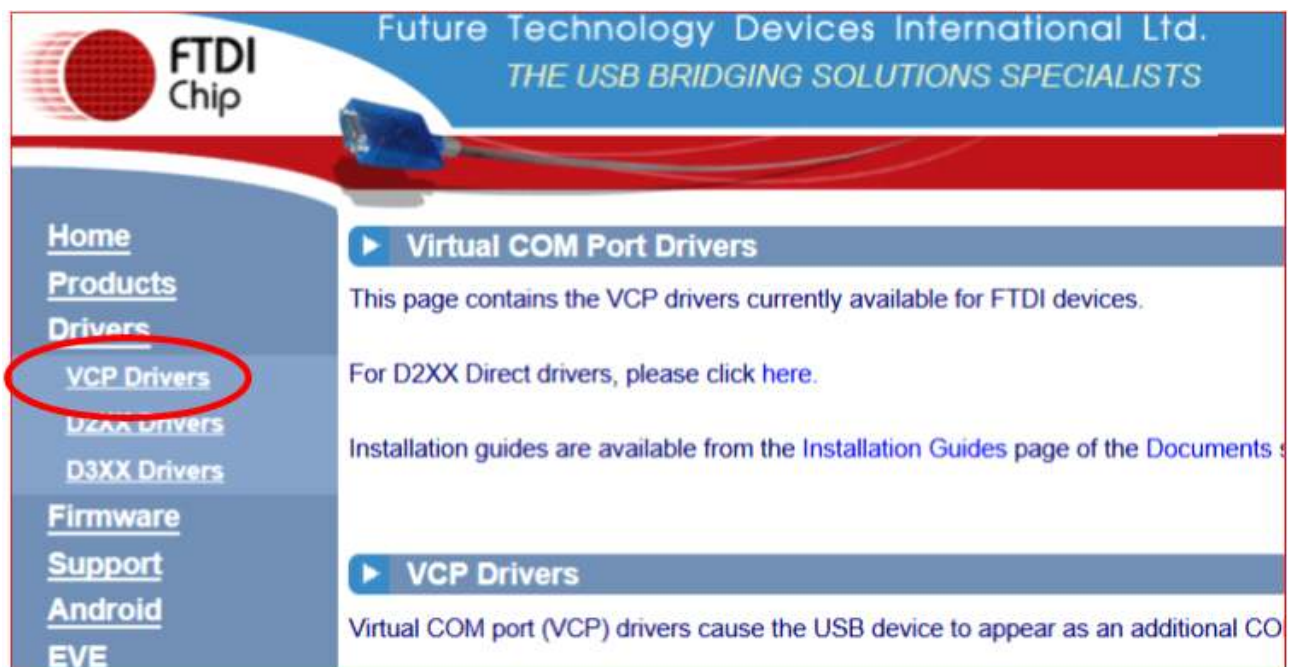 FTDI
Chip
Future Technology Devices International Ltd.
THE USB BRIDGING SOLUTIONS SPECIALISTS
Home
Products
Drivers
VCP Drivers
D2XX Drivers
D3XX Drivers
Firmware
Support
Android
EVE
Virtual COM Port Drivers
This page contains the VCP drivers currently available for FTDI devices.
For D2XX Direct drivers, please click here.
Installation guides are available from the Installation Guides page of the Documents s
VCP Drivers
Virtual COM port (VCP) drivers cause the USB device to appear as an additional CO